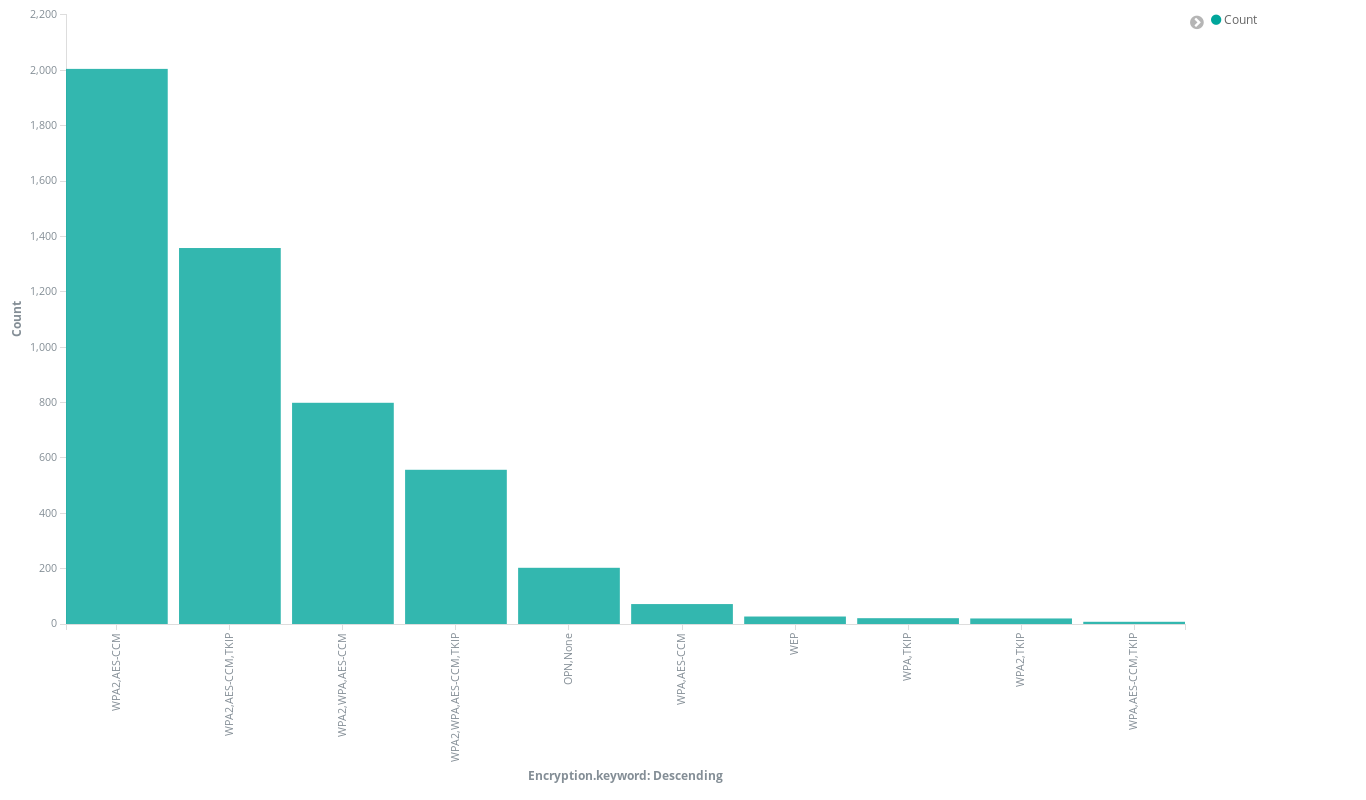 2,200
2,000
1,800
1,600
1,400
1,200
1,000
800
600
400
200
0
Count
Count
WPA2,AES-CCM
WPA2,AES-CCM,TKIP
WPA2,WPA,AES-CCM
WPA2,WPA,AES-CCM,TKIP
OPN,None
WPA,AES-CCM
WEP
WPA,TKIP
WPA2,TKIP
WPA,AES-CCM,TKIP
Encryption.keyword: Descending